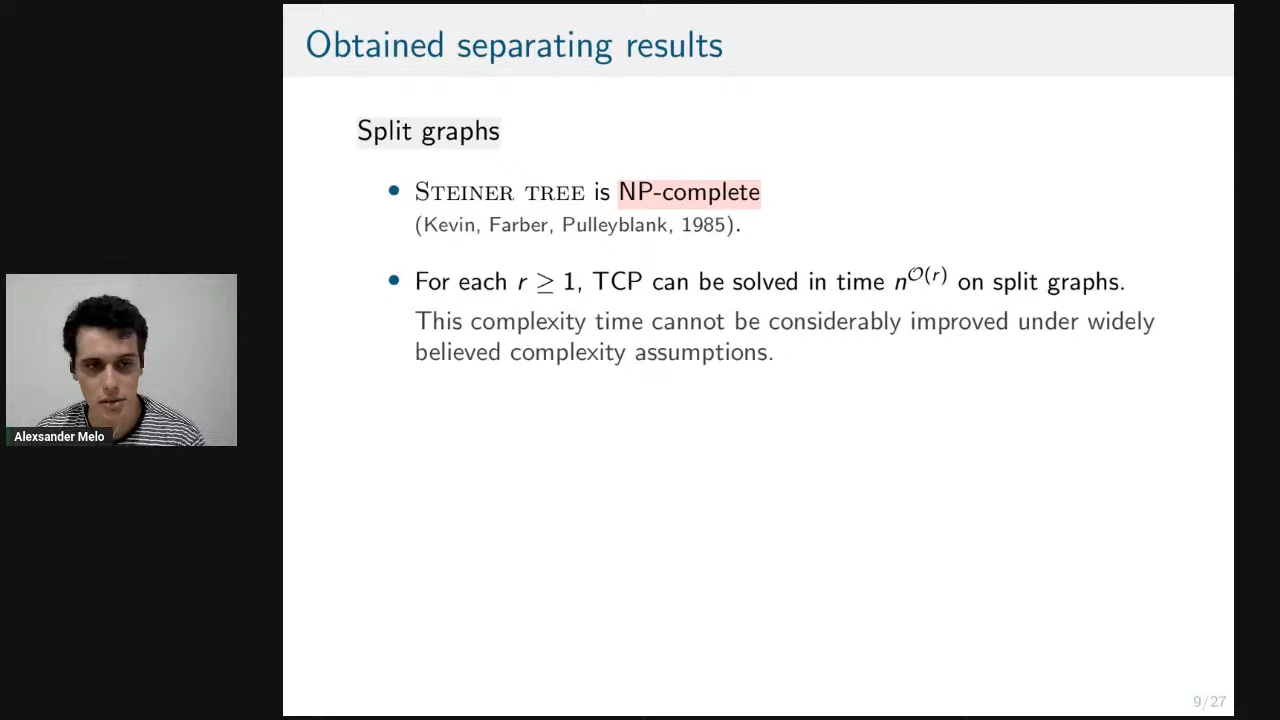 Obtained separating results
Split graphs
• STEINER TREE is NP-complete
(Kevin, Farber, Pulleyblank, 1985).
• For each r ≥ 1, TCP can be solved in time n^O(r) on split graphs.
This complexity time cannot be considerably improved under widely
believed complexity assumptions.
Alexsander Melo
9/27